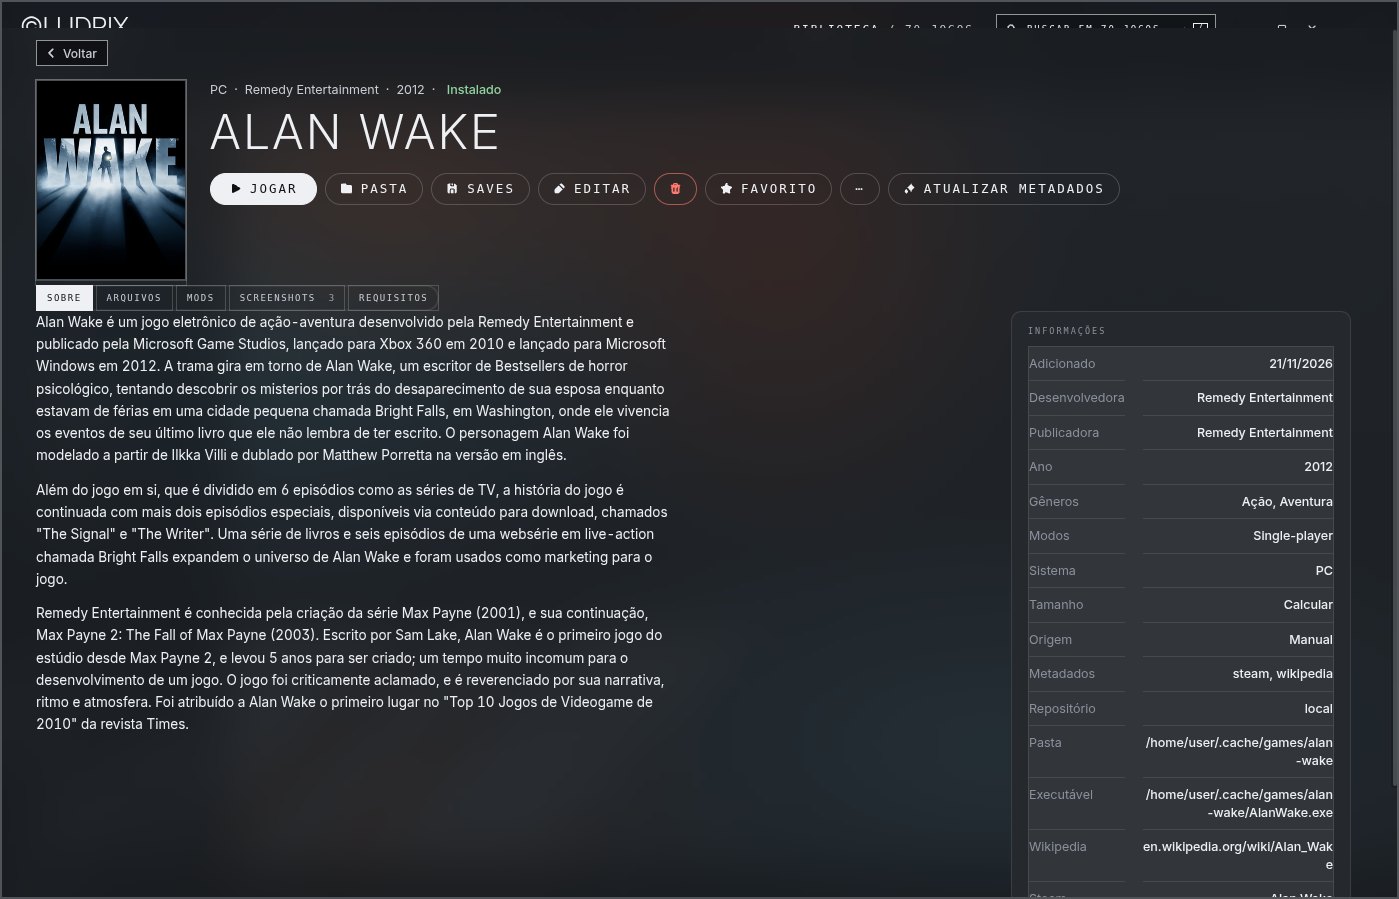 LUDRIX
BIBLIOTECA / 70 JOGOS
BUSCAR EM 70 JOGOS
Voltar
ALAN
WAKE
PC · Remedy Entertainment · 2012 · Instalado
ALAN WAKE
JOGAR
PASTA
SAVES
EDITAR
FAVORITO
⋯
ATUALIZAR METADADOS
SOBRE
ARQUIVOS
MODS
SCREENSHOTS 3
REQUISITOS
Alan Wake é um jogo eletrônico de ação-aventura desenvolvido pela Remedy Entertainment e
publicado pela Microsoft Game Studios, lançado para Xbox 360 em 2010 e lançado para Microsoft
Windows em 2012. A trama gira em torno de Alan Wake, um escritor de Bestsellers de horror
psicológico, tentando descobrir os misterios por trás do desaparecimento de sua esposa enquanto
estavam de férias em uma cidade pequena chamada Bright Falls, em Washington, onde ele vivencia
os eventos de seu último livro que ele não lembra de ter escrito. O personagem Alan Wake foi
modelado a partir de Ilkka Villi e dublado por Matthew Porretta na versão em inglês.
Além do jogo em si, que é dividido em 6 episódios como as séries de TV, a história do jogo é
continuada com mais dois episódios especiais, disponíveis via conteúdo para download, chamados
"The Signal" e "The Writer". Uma série de livros e seis episódios de uma websérie em live-action
chamada Bright Falls expandem o universo de Alan Wake e foram usados como marketing para o
jogo.
Remedy Entertainment é conhecida pela criação da série Max Payne (2001), e sua continuação,
Max Payne 2: The Fall of Max Payne (2003). Escrito por Sam Lake, Alan Wake é o primeiro jogo do
estúdio desde Max Payne 2, e levou 5 anos para ser criado; um tempo muito incomum para o
desenvolvimento de um jogo. O jogo foi criticamente aclamado, e é reverenciado por sua narrativa,
ritmo e atmosfera. Foi atribuído a Alan Wake o primeiro lugar no "Top 10 Jogos de Videogame de
2010" da revista Times.
INFORMAÇÕES
Adicionado 21/11/2026
Desenvolvedora Remedy Entertainment
Publicadora Remedy Entertainment
Ano 2012
Gêneros Ação, Aventura
Modos Single-player
Sistema PC
Tamanho Calcular
Origem Manual
Metadados steam, wikipedia
Repositório local
Pasta /home/user/.cache/games/alan
-wake
Executável /home/user/.cache/games/alan
-wake/AlanWake.exe
Wikipedia en.wikipedia.org/wiki/Alan_Wak
e
Steam Alan Wake